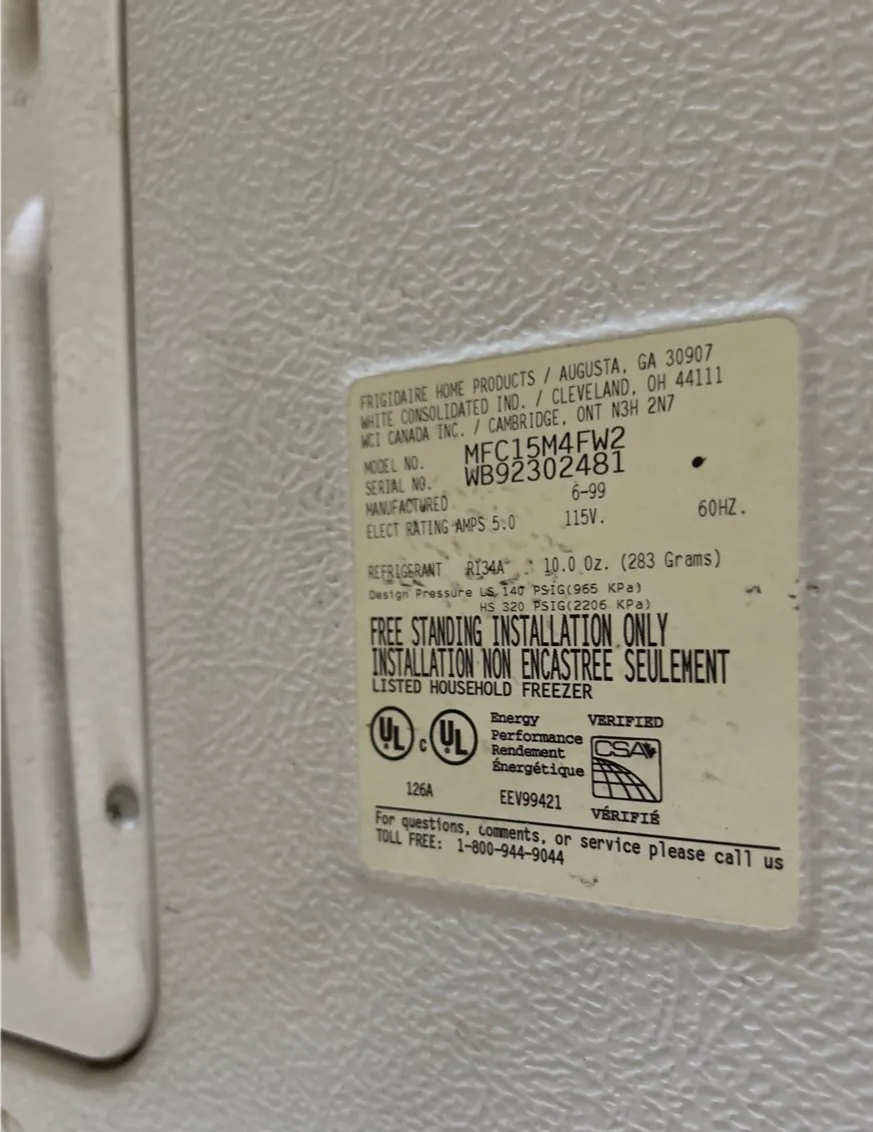 FRIGIDAIRE HOME PRODUCTS / AUGUSTA, GA 30907
WHITE CONSOLIDATED IND. / CLEVELAND, OH 44111
WCI CANADA INC. / CAMBRIDGE, ONT N3H 2N7
MODEL NO. MFC15M4FW2
SERIAL NO. WB92302481
MANUFACTURED 6-99
ELECT RATING AMPS 5.0 115V. 60HZ.
REFRIGERANT R134A 10.0 Oz. (283 Grams)
Design Pressure LS 140 PSIG(965 KPa)
HS 320 PSIG(2206 KPa)
FREE STANDING INSTALLATION ONLY
INSTALLATION NON ENCASTREE SEULEMENT
LISTED HOUSEHOLD FREEZER
UL c UL
Energy VERIFIED
Performance
Rendement
Énergétique
CSA
126A EEV99421 VÉRIFIÉ
For questions, comments, or service please call us
TOLL FREE: 1-800-944-9044